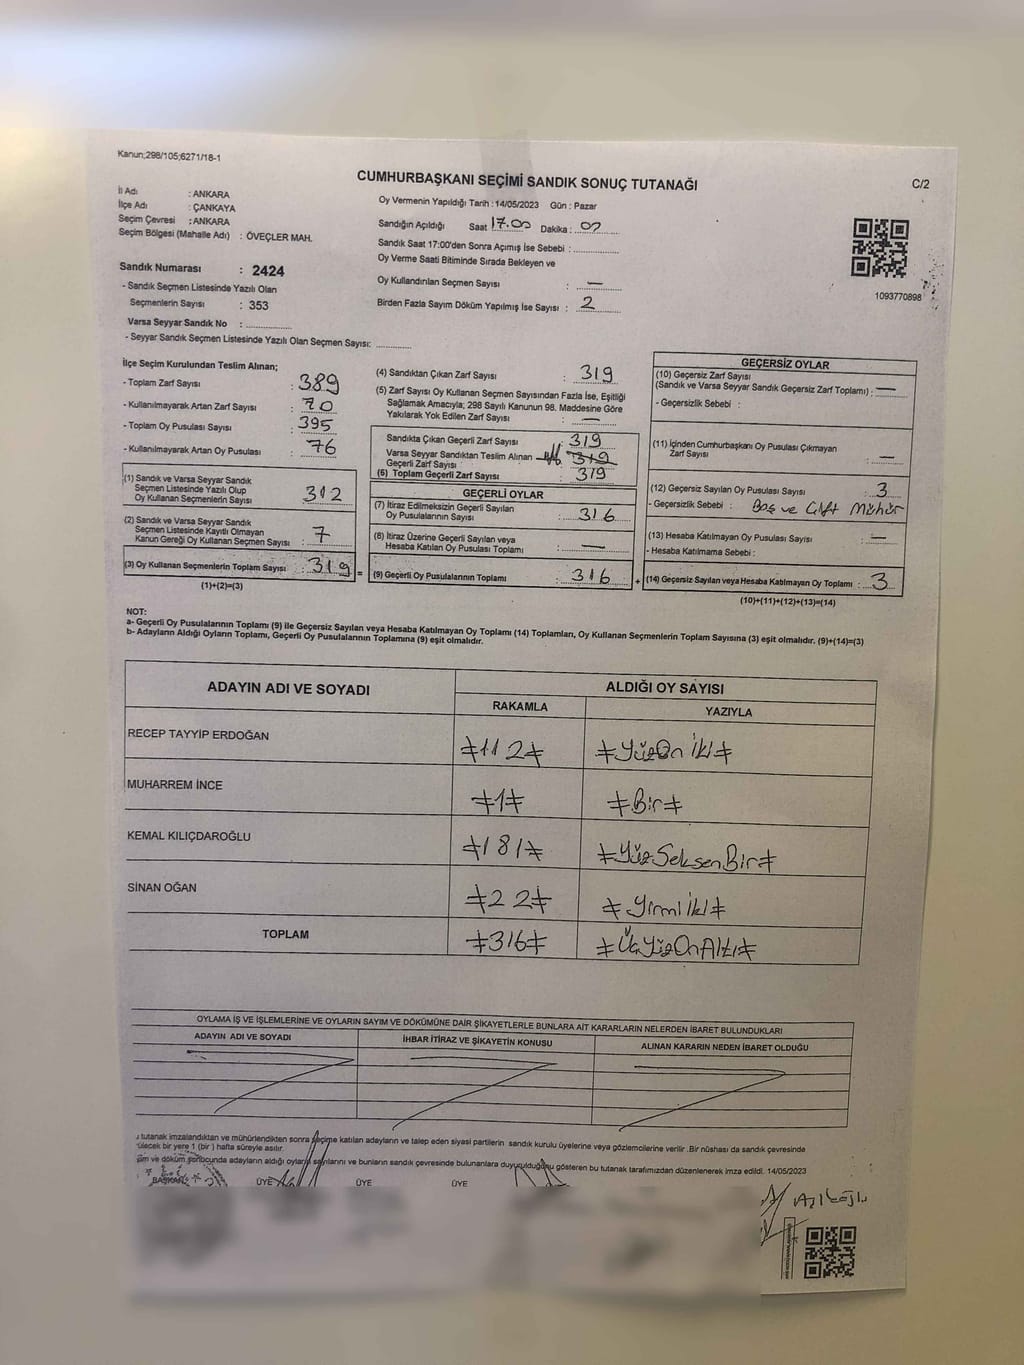 Kanun;298/105;6271/18-1
CUMHURBAŞKANI SEÇİMİ SANDIK SONUÇ TUTANAĞI
C/2
İl Adı : ANKARA
İlçe Adı : ÇANKAYA
Seçim Çevresi : ANKARA
Seçim Bölgesi (Mahalle Adı) : ÖVEÇLER MAH.
Oy Vermenin Yapıldığı Tarih : 14/05/2023 Gün : Pazar
Sandığın Açıldığı Saat 17.00 Dakika :
Sandık Saat 17:00'den Sonra Açımış İse Sebebi :
Oy Verme Saati Bitiminde Sırada Bekleyen ve
Oy Kullandırılan Seçmen Sayısı : —
Birden Fazla Sayım Döküm Yapılmış İse Sayısı : 2
1093770898
Sandık Numarası : 2424
- Sandık Seçmen Listesinde Yazılı Olan
Seçmenlerin Sayısı : 353
Varsa Seyyar Sandık No :
- Seyyar Sandık Seçmen Listesinde Yazılı Olan Seçmen Sayısı:
İlçe Seçim Kurulundan Teslim Alınan;
- Toplam Zarf Sayısı : 389
- Kullanılmayarak Artan Zarf Sayısı : 70
- Toplam Oy Pusulası Sayısı : 395
- Kullanılmayarak Artan Oy Pusulası : 76
(1) Sandık ve Varsa Seyyar Sandık
Seçmen Listesinde Yazılı Olup
Oy Kullanan Seçmenlerin Sayısı : 312
(2) Sandık ve Varsa Seyyar Sandık
Seçmen Listesinde Kayıtlı Olmayan
Kanun Gereği Oy Kullanan Seçmen Sayısı : 7
(3) Oy Kullanan Seçmenlerin Toplam Sayısı : 319 =
(1)+(2)=(3)
(4) Sandıktan Çıkan Zarf Sayısı : 319
(5) Zarf Sayısı Oy Kullanan Seçmen Sayısından Fazla İse, Eşitliği
Sağlamak Amacıyla; 298 Sayılı Kanunun 98. Maddesine Göre
Yakılarak Yok Edilen Zarf Sayısı : —
Sandıkta Çıkan Geçerli Zarf Sayısı : 319
Varsa Seyyar Sandıktan Teslim Alınan
Geçerli Zarf Sayısı : 319
(6) Toplam Geçerli Zarf Sayısı : 319
GEÇERLİ OYLAR
(7) İtiraz Edilmeksizin Geçerli Sayılan
Oy Pusulalarının Sayısı : 316
(8) İtiraz Üzerine Geçerli Sayılan veya
Hesaba Katılan Oy Pusulası Toplamı : —
(9) Geçerli Oy Pusulalarının Toplamı : 316 +
GEÇERSİZ OYLAR
(10) Geçersiz Zarf Sayısı
(Sandık ve Varsa Seyyar Sandık Geçersiz Zarf Toplamı) : —
- Geçersizlik Sebebi :
(11) İçinden Cumhurbaşkanı Oy Pusulası Çıkmayan
Zarf Sayısı : —
(12) Geçersiz Sayılan Oy Pusulası Sayısı : 3
- Geçersizlik Sebebi : Boş ve Çift Mühür
(13) Hesaba Katılmayan Oy Pusulası Sayısı : —
- Hesaba Katılmama Sebebi :
(14) Geçersiz Sayılan veya Hesaba Katılmayan Oy Toplamı : 3
(10)+(11)+(12)+(13)=(14)
NOT:
a- Geçerli Oy Pusulalarının Toplamı (9) ile Geçersiz Sayılan veya Hesaba Katılmayan Oy Toplamı (14) Toplamları, Oy Kullanan Seçmenlerin Toplam Sayısına (3) eşit olmalıdır. (9)+(14)=(3)
b- Adayların Aldığı Oyların Toplamı, Geçerli Oy Pusulalarının Toplamına (9) eşit olmalıdır.
ADAYIN ADI VE SOYADI
ALDIĞI OY SAYISI
RAKAMLA YAZIYLA
RECEP TAYYİP ERDOĞAN ≠112≠ ≠YüzOn İki≠
MUHARREM İNCE ≠1≠ ≠Bir≠
KEMAL KILIÇDAROĞLU ≠181≠ ≠YüzSeksenBir≠
SİNAN OĞAN ≠22≠ ≠Yirmi İki≠
TOPLAM ≠316≠ ≠ÜçYüzOnAltı≠
OYLAMA İŞ VE İŞLEMLERİNE VE OYLARIN SAYIM VE DÖKÜMÜNE DAİR ŞİKAYETLERLE BUNLARA AİT KARARLARIN NELERDEN İBARET BULUNDUKLARI
ADAYIN ADI VE SOYADI İHBAR İTİRAZ VE ŞİKAYETİN KONUSU ALINAN KARARIN NEDEN İBARET OLDUĞU
tutanak imzalandıktan ve mühürlendikten sonra seçime katılan adayların ve talep eden siyasi partilerin sandık kurulu üyelerine veya gözlemcilerine verilir .Bir nüshası da sandık çevresinde
bir yere 1 (bir ) hafta süreyle asılır.
ve döküm sonucunda adayların aldığı oyların sayılarını ve bunların sandık çevresinde bulunanlara duyurulduğunu gösteren bu tutanak tarafımızdan düzenlenerek imza edildi. 14/05/2023
BAŞKAN ÜYE ÜYE ÜYE